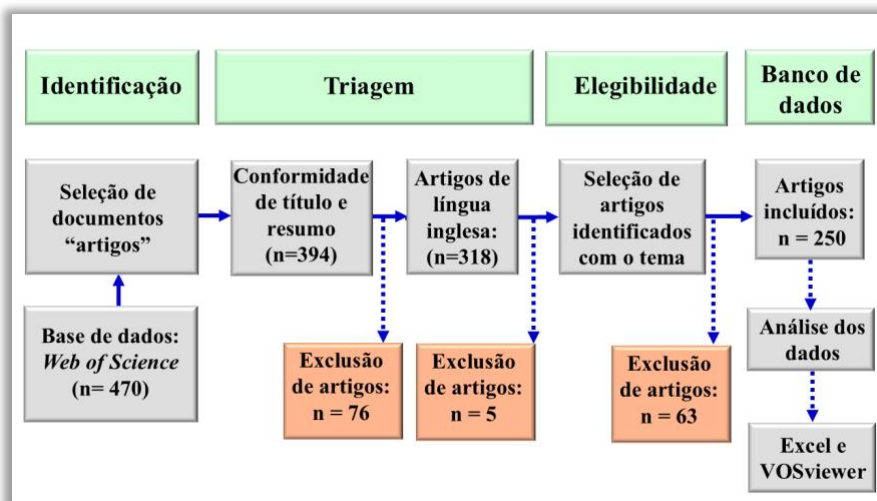 Identificação
Triagem
Elegibilidade
Banco de
dados
Seleção de
documentos
“artigos”
Base de dados:
Web of Science
(n= 470)
Conformidade
de título e
resumo
(n=394)
Exclusão
de artigos:
n = 76
Artigos de
língua
inglesa:
(n=318)
Exclusão
de artigos:
n = 5
Seleção de
artigos
identificados
com o tema
Exclusão
de artigos:
n = 63
Artigos
incluídos:
n = 250
Análise dos
dados
Excel e
VOSviewer